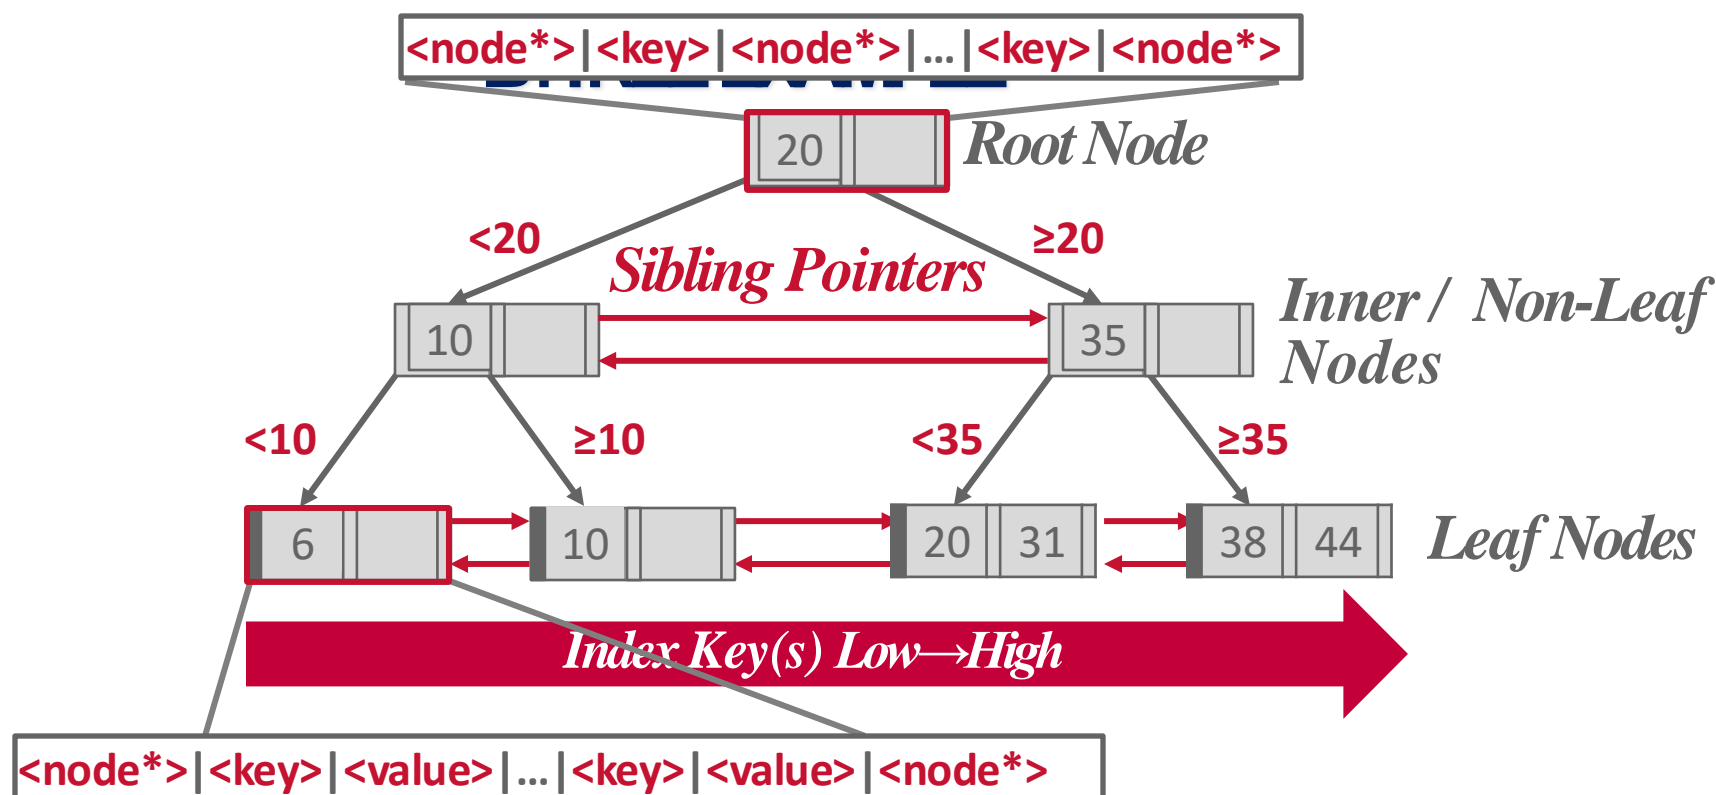 <node*>|<key>|<node*>|...|<key>|<node*>
20
Root Node
<20
≥20
Sibling Pointers
10
35
Inner / Non-Leaf
Nodes
<10
≥10
<35
≥35
6
10
20 31
38 44
Leaf Nodes
Index Key(s) Low→High
<node*>|<key>|<value>|...|<key>|<value>|<node*>